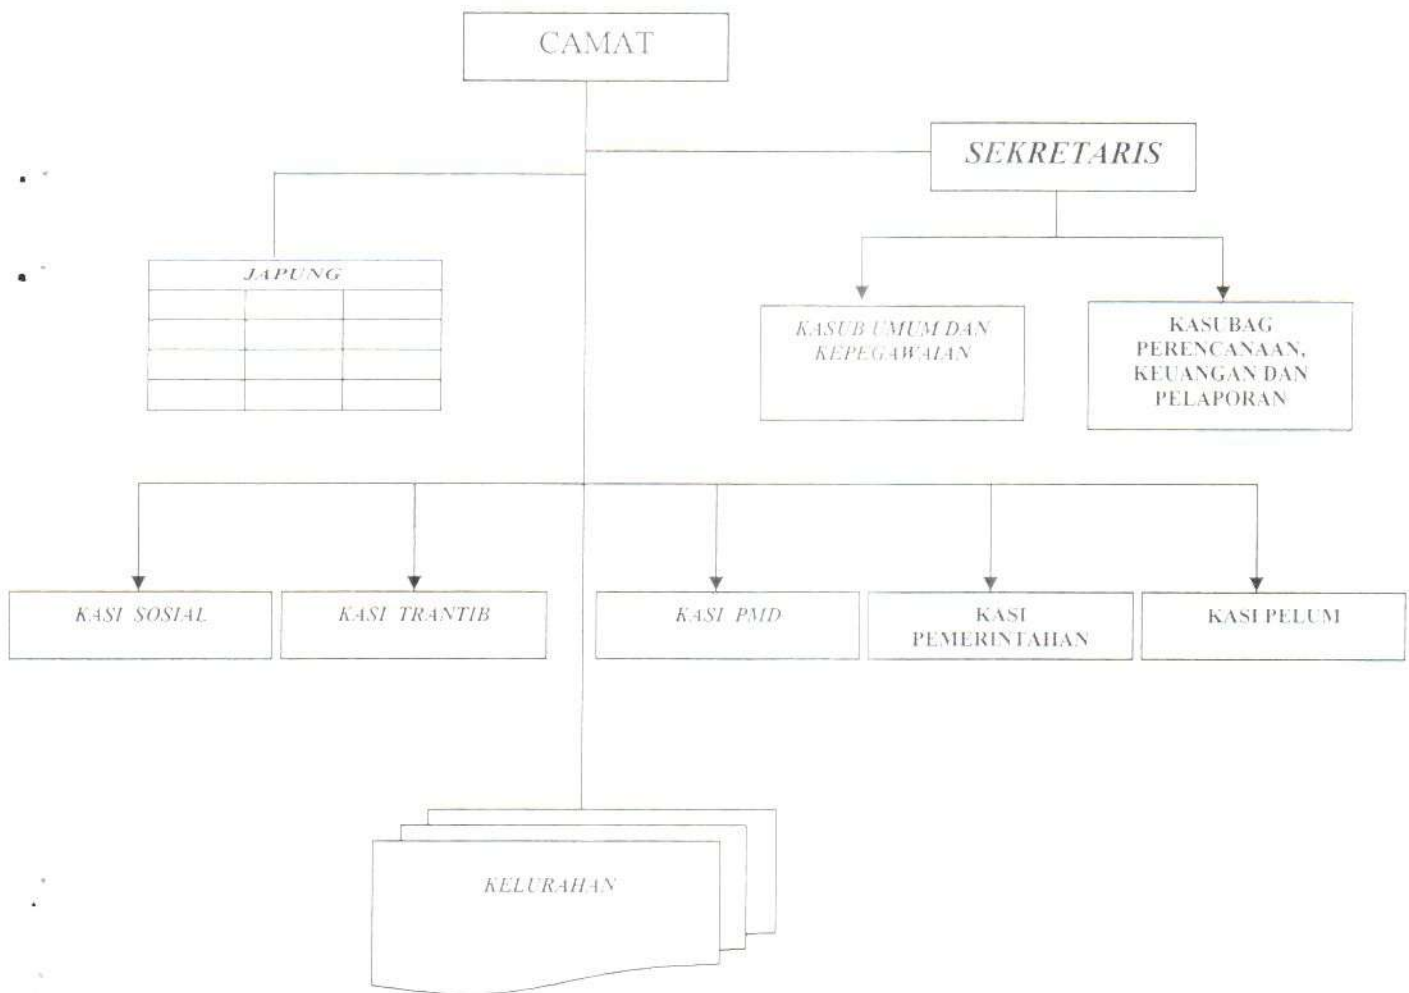 CAMAT
SEKRETARIS
JAPUNG
KASUB UMUM DAN
KEPEGAWAIAN
KASUBAG
PERENCANAAN,
KEUANGAN DAN
PELAPORAN
KASI SOSIAL
KASI TRANTIB
KASI PMD
KASI
PEMERINTAHAN
KASI PELUM
KELURAHAN